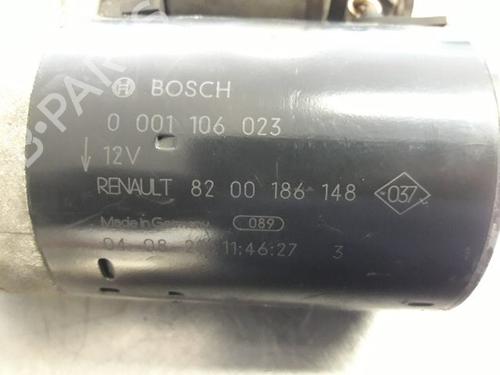 BOSCH
0 001 106 023
12V
RENAULT 82 00 186 148 037
Made in Germany 089
04 08 11:46:27 3